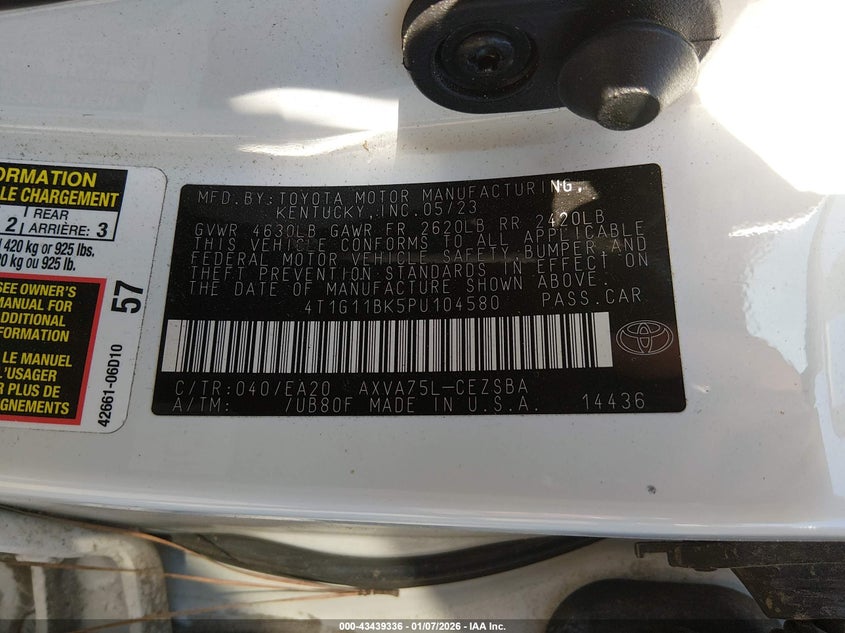 ORMATION
LE CHARGEMENT
2 REAR ARRIÈRE: 3
420 kg or 925 lbs.
0 kg ou 925 lb.
SEE OWNER'S
MANUAL FOR
ADDITIONAL
INFORMATION
LE MANUEL
L'USAGER
PLUS DE
IGNEMENTS
57
42661-06D10
MFD. BY: TOYOTA MOTOR MANUFACTURING,
KENTUCKY, INC. 05/23
GVWR 4630LB GAWR FR 2620LB RR 2420LB
THIS VEHICLE CONFORMS TO ALL APPLICABLE
FEDERAL MOTOR VEHICLE SAFETY, BUMPER AND
THEFT PREVENTION STANDARDS IN EFFECT ON
THE DATE OF MANUFACTURE SHOWN ABOVE.
4T1G11BK5PU104580 PASS.CAR
C/TR:040/EA20 AXVA75L-CEZSBA
A/TM: /UB80F MADE IN U.S.A. 14436
000-43439336 - 01/07/2026 - IAA Inc.